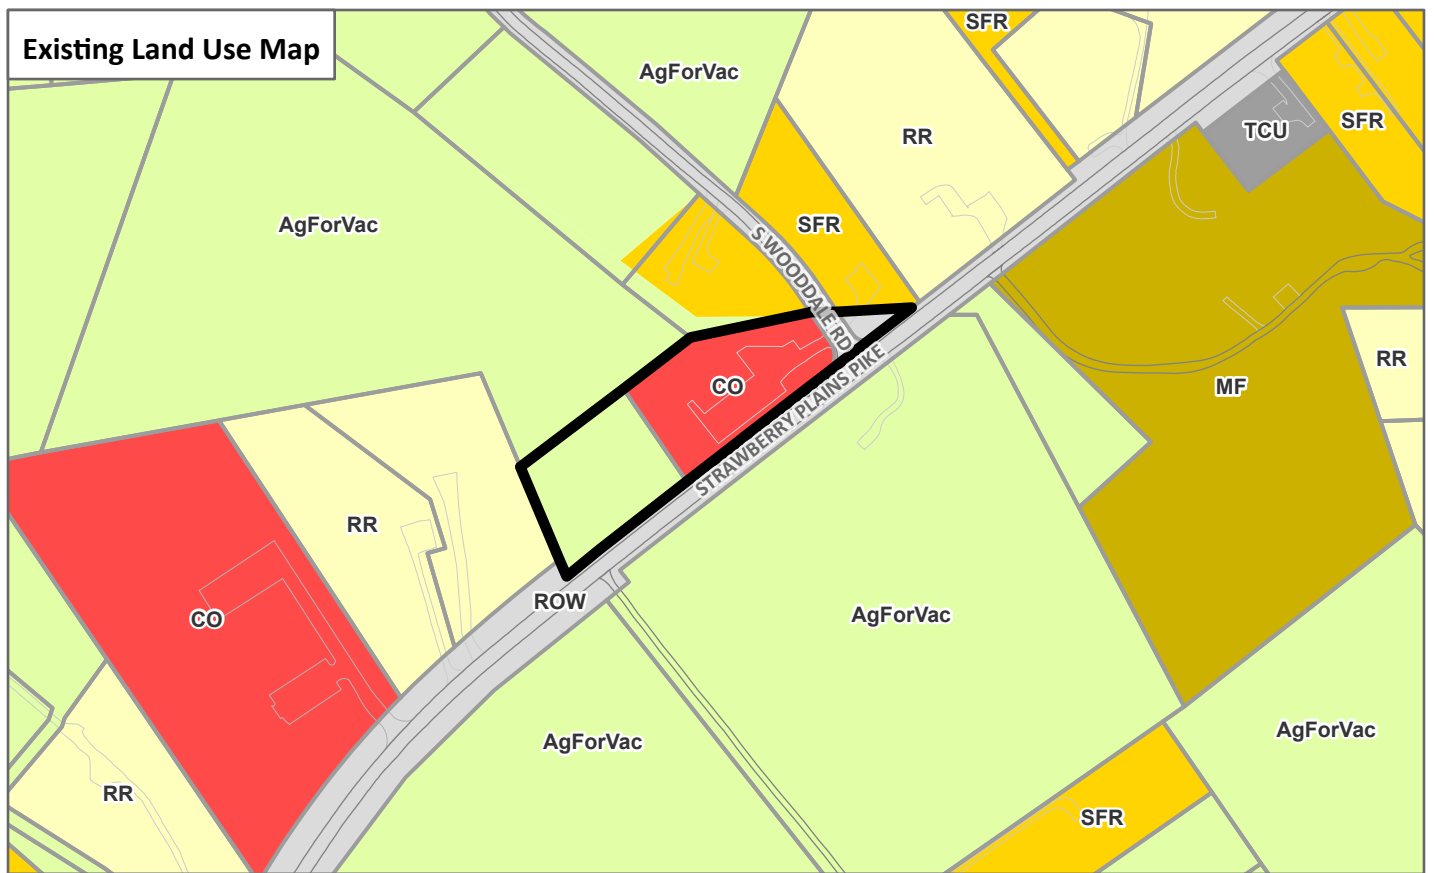 Existing Land Use Map
SFR
AgForVac
RR
TCU
SFR
AgForVac
SFR
S WOODDALE RD
CO
STRAWBERRY PLAINS PIKE
MF
RR
RR
ROW
CO
AgForVac
AgForVac
AgForVac
RR
SFR